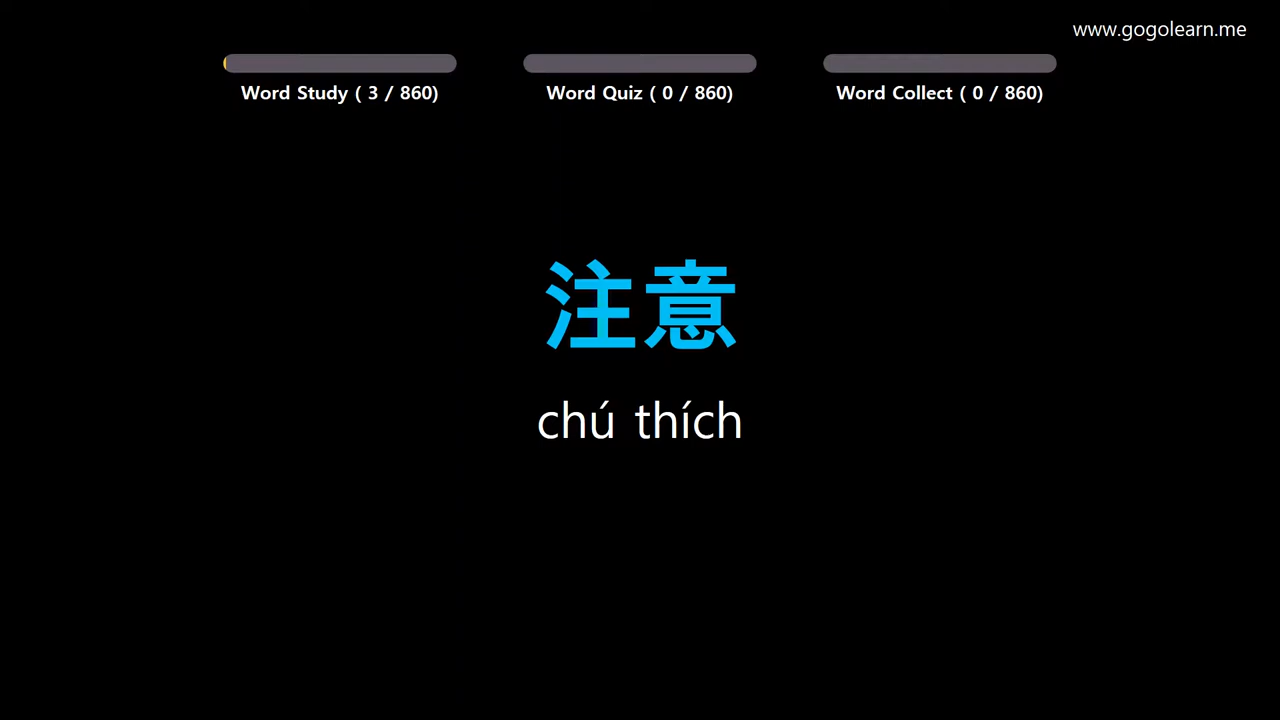 www.gogolearn.me
Word Study ( 3 / 860)
Word Quiz ( 0 / 860)
Word Collect ( 0 / 860)
注意
chú thích